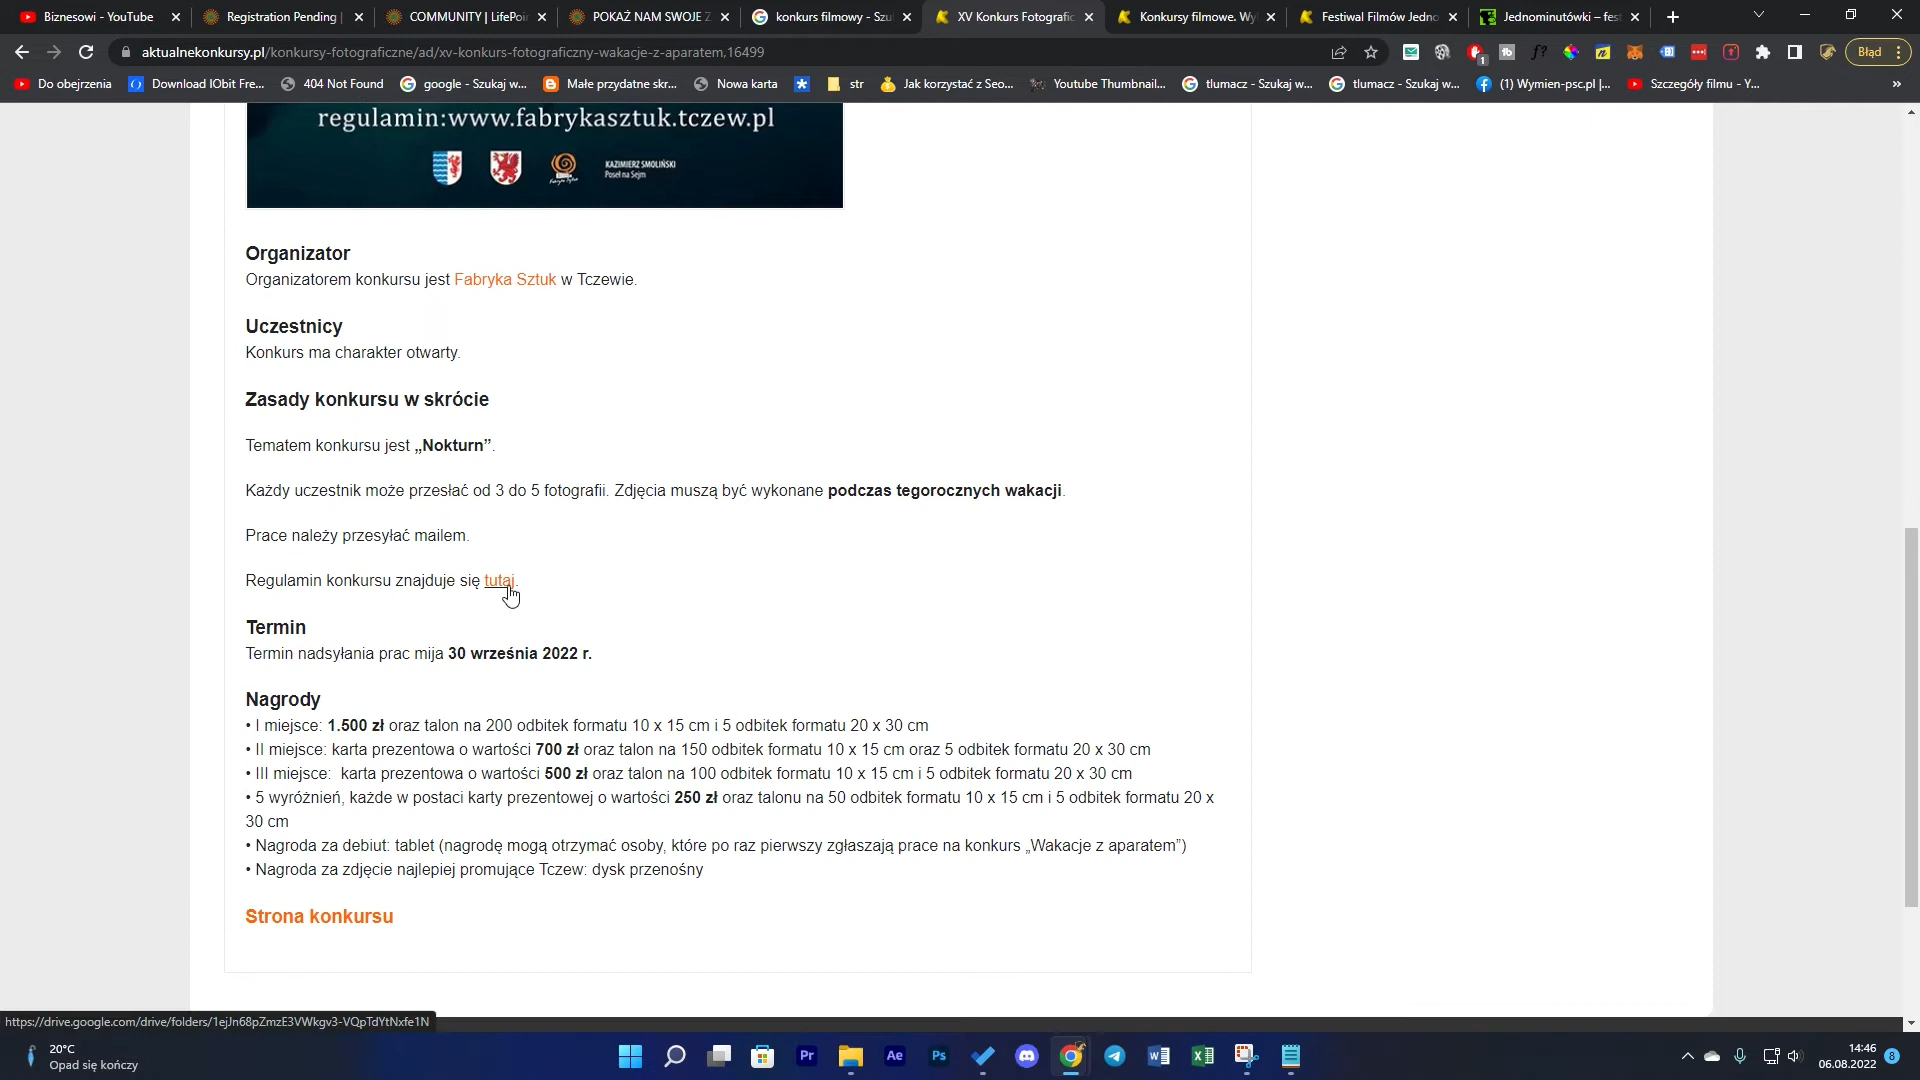 Biznesowi - YouTube
Registration Pending |
COMMUNITY | LifePoi
POKAŻ NAM SWOJE Z
konkurs filmowy - Szu
XV Konkurs Fotografic
Konkursy filmowe. Wy
Festiwal Filmów Jedno
Jednominutówki – fest
aktualnekonkursy.pl/konkursy-fotograficzne/ad/xv-konkurs-fotograficzny-wakacje-z-aparatem,16499
Błąd
Do obejrzenia
Download IObit Fre...
404 Not Found
google - Szukaj w...
Małe przydatne skr...
Nowa karta
str
Jak korzystać z Seo...
Youtube Thumbnail...
tlumacz - Szukaj w...
tlumacz - Szukaj w...
(1) Wymien-psc.pl |...
Szczegóły filmu - Y...
regulamin:www.fabrykasztuk.tczew.pl
KAZIMIERZ SMOLIŃSKI
Poseł na Sejm
Organizator
Organizatorem konkursu jest Fabryka Sztuk w Tczewie.
Uczestnicy
Konkurs ma charakter otwarty.
Zasady konkursu w skrócie
Tematem konkursu jest „Nokturn”.
Każdy uczestnik może przesłać od 3 do 5 fotografii. Zdjęcia muszą być wykonane podczas tegorocznych wakacji.
Prace należy przesyłać mailem.
Regulamin konkursu znajduje się tutaj.
Termin
Termin nadsyłania prac mija 30 września 2022 r.
Nagrody
• I miejsce: 1.500 zł oraz talon na 200 odbitek formatu 10 x 15 cm i 5 odbitek formatu 20 x 30 cm
• II miejsce: karta prezentowa o wartości 700 zł oraz talon na 150 odbitek formatu 10 x 15 cm oraz 5 odbitek formatu 20 x 30 cm
• III miejsce: karta prezentowa o wartości 500 zł oraz talon na 100 odbitek formatu 10 x 15 cm i 5 odbitek formatu 20 x 30 cm
• 5 wyróżnień, każde w postaci karty prezentowej o wartości 250 zł oraz talonu na 50 odbitek formatu 10 x 15 cm i 5 odbitek formatu 20 x
30 cm
• Nagroda za debiut: tablet (nagrodę mogą otrzymać osoby, które po raz pierwszy zgłaszają prace na konkurs „Wakacje z aparatem”)
• Nagroda za zdjęcie najlepiej promujące Tczew: dysk przenośny
Strona konkursu
https://drive.google.com/drive/folders/1ejJn68pZmzE3VWkgv3-VQpTdYtNxfe1N
20°C
Opad się kończy
Pr
Ae
Ps
14:46
06.08.2022
8